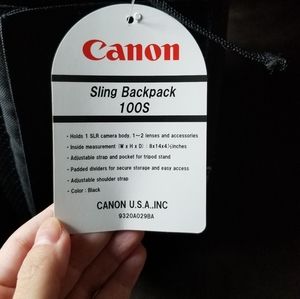 Canon
Sling Backpack
100S
· Holds 1 SLR camera body, 1~2 lenses and accessories
· Inside measurement (W x H x D) : 8x14x4½inches
· Adjustable strap and pocket for tripod stand
· Padded dividers for secure storage and easy access
· Adjustable shoulder strap
· Color : Black
CANON U.S.A.,INC
9320A029BA